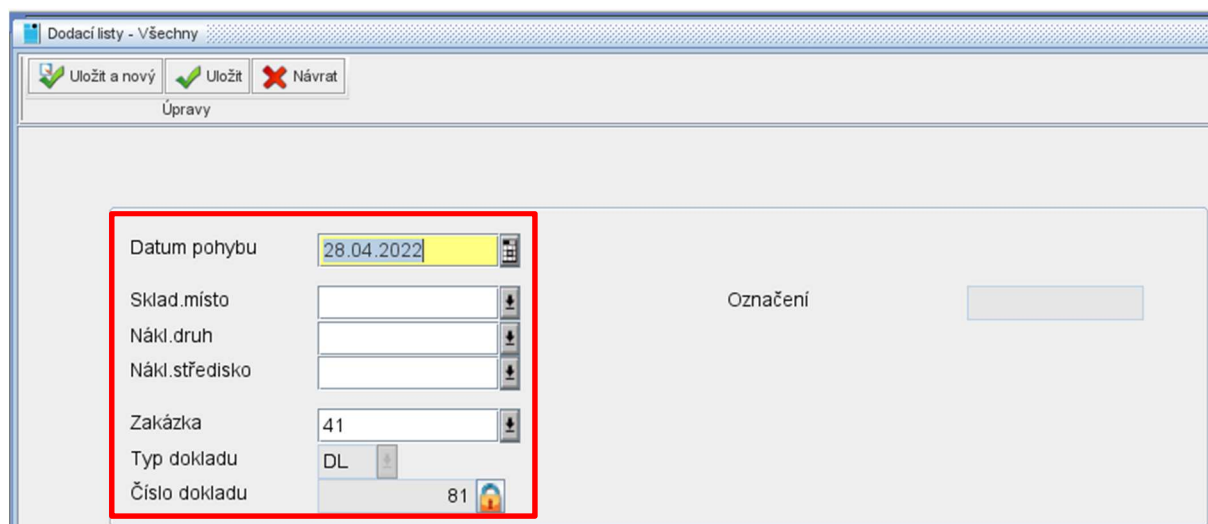 Dodací listy - Všechny
Uložit a nový Uložit Návrat
Úpravy
Datum pohybu 28.04.2022
Sklad.místo Označení
Nákl.druh
Nákl.středisko
Zakázka 41
Typ dokladu DL
Číslo dokladu 81